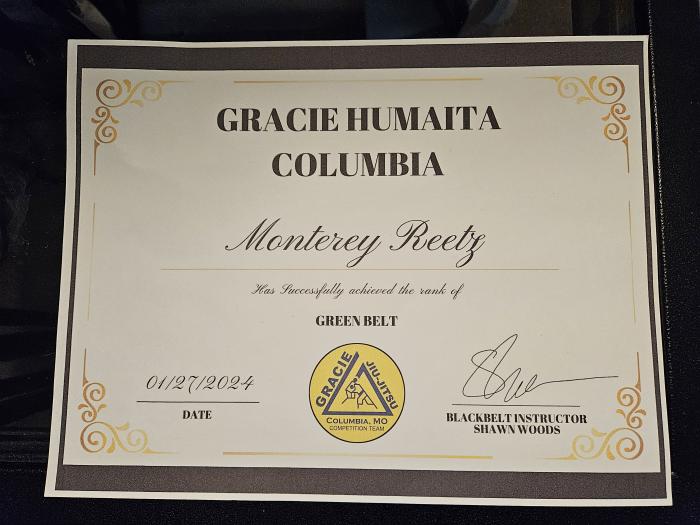 GRACIE HUMAITA
COLUMBIA
Monterey Reetz
Has Successfully achieved the rank of
GREEN BELT
01/27/2024
DATE
GRACIE JIU-JITSU
COLUMBIA, MO
COMPETITION TEAM
BLACKBELT INSTRUCTOR
SHAWN WOODS